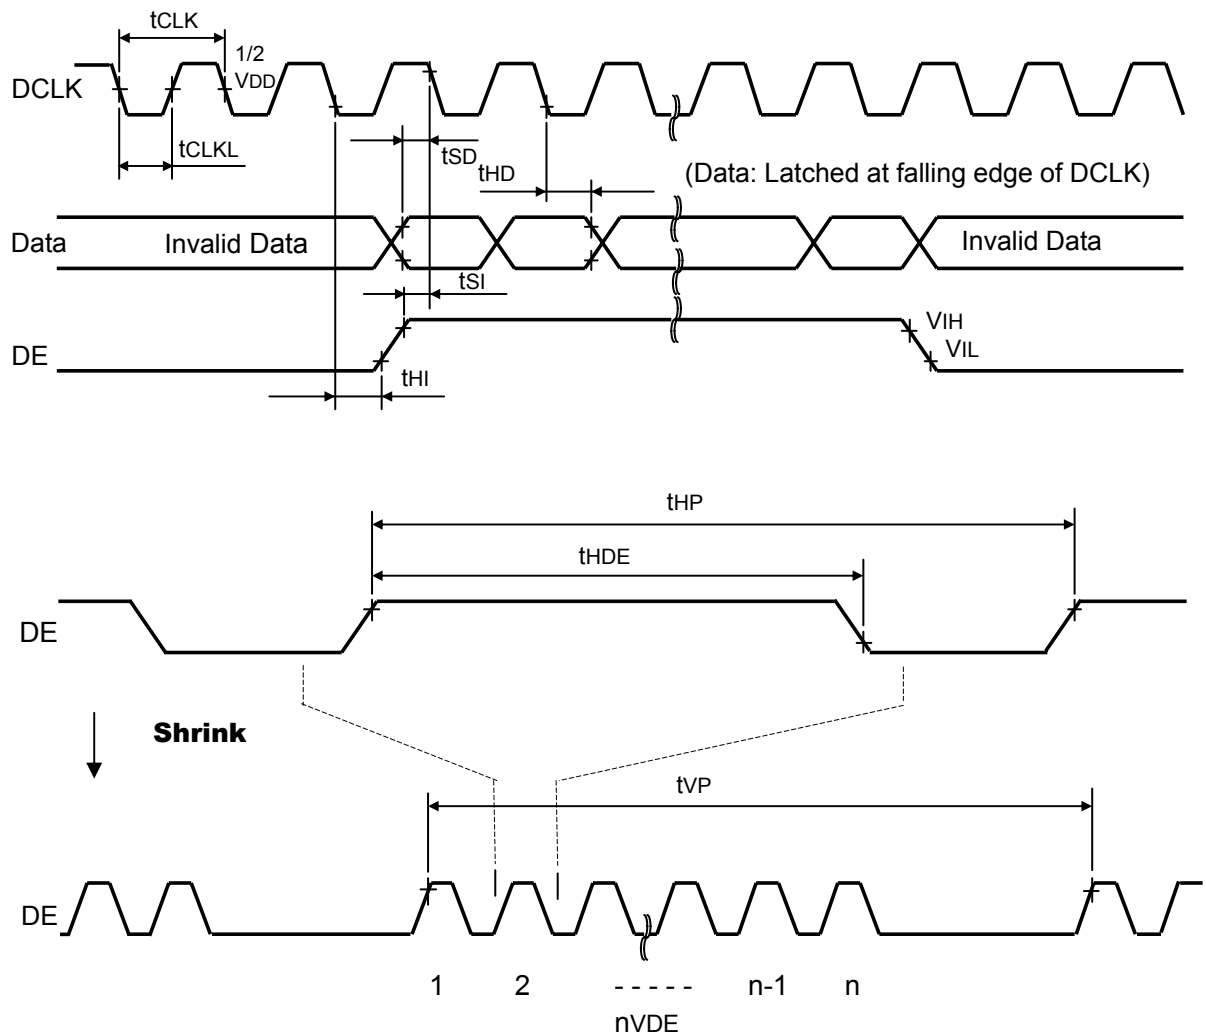 tCLK
1/2
VDD
DCLK
tCLKL
tSD
tHD
(Data: Latched at falling edge of DCLK)
Data
Invalid Data
Invalid Data
tSI
VIH
VIL
DE
tHI
tHP
tHDE
DE
Shrink
tVP
DE
1 2 - - - - - n-1 n
nVDE